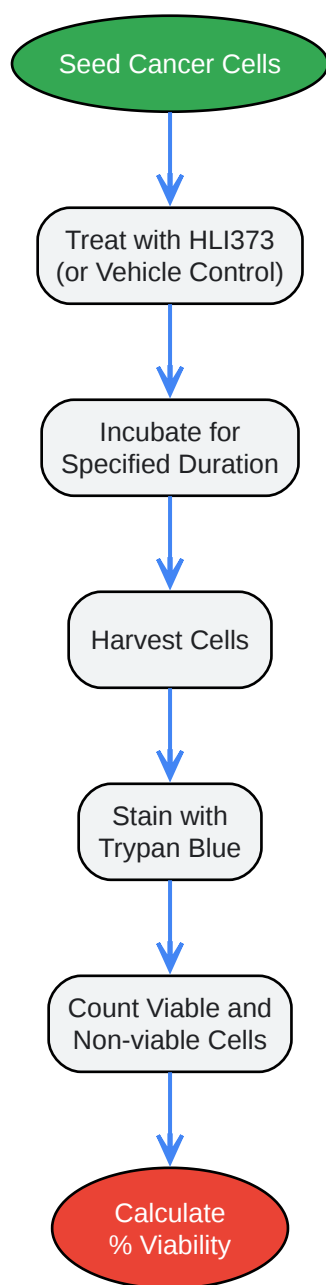 Seed Cancer Cells
Treat with HLI373
(or Vehicle Control)
Incubate for
Specified Duration
Harvest Cells
Stain with
Trypan Blue
Count Viable and
Non-viable Cells
Calculate
% Viability